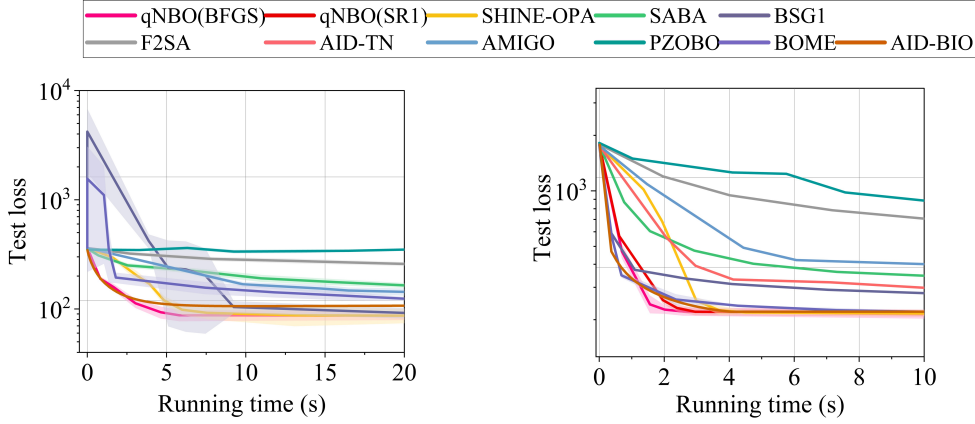 qNBO(BFGS) qNBO(SR1) SHINE-OPA SABA BSG1
F2SA AID-TN AMIGO PZOBO BOME AID-BIO
10^4
10^3
10^2
Test loss
0 5 10 15 20
Running time (s)
10^3
Test loss
0 2 4 6 8 10
Running time (s)